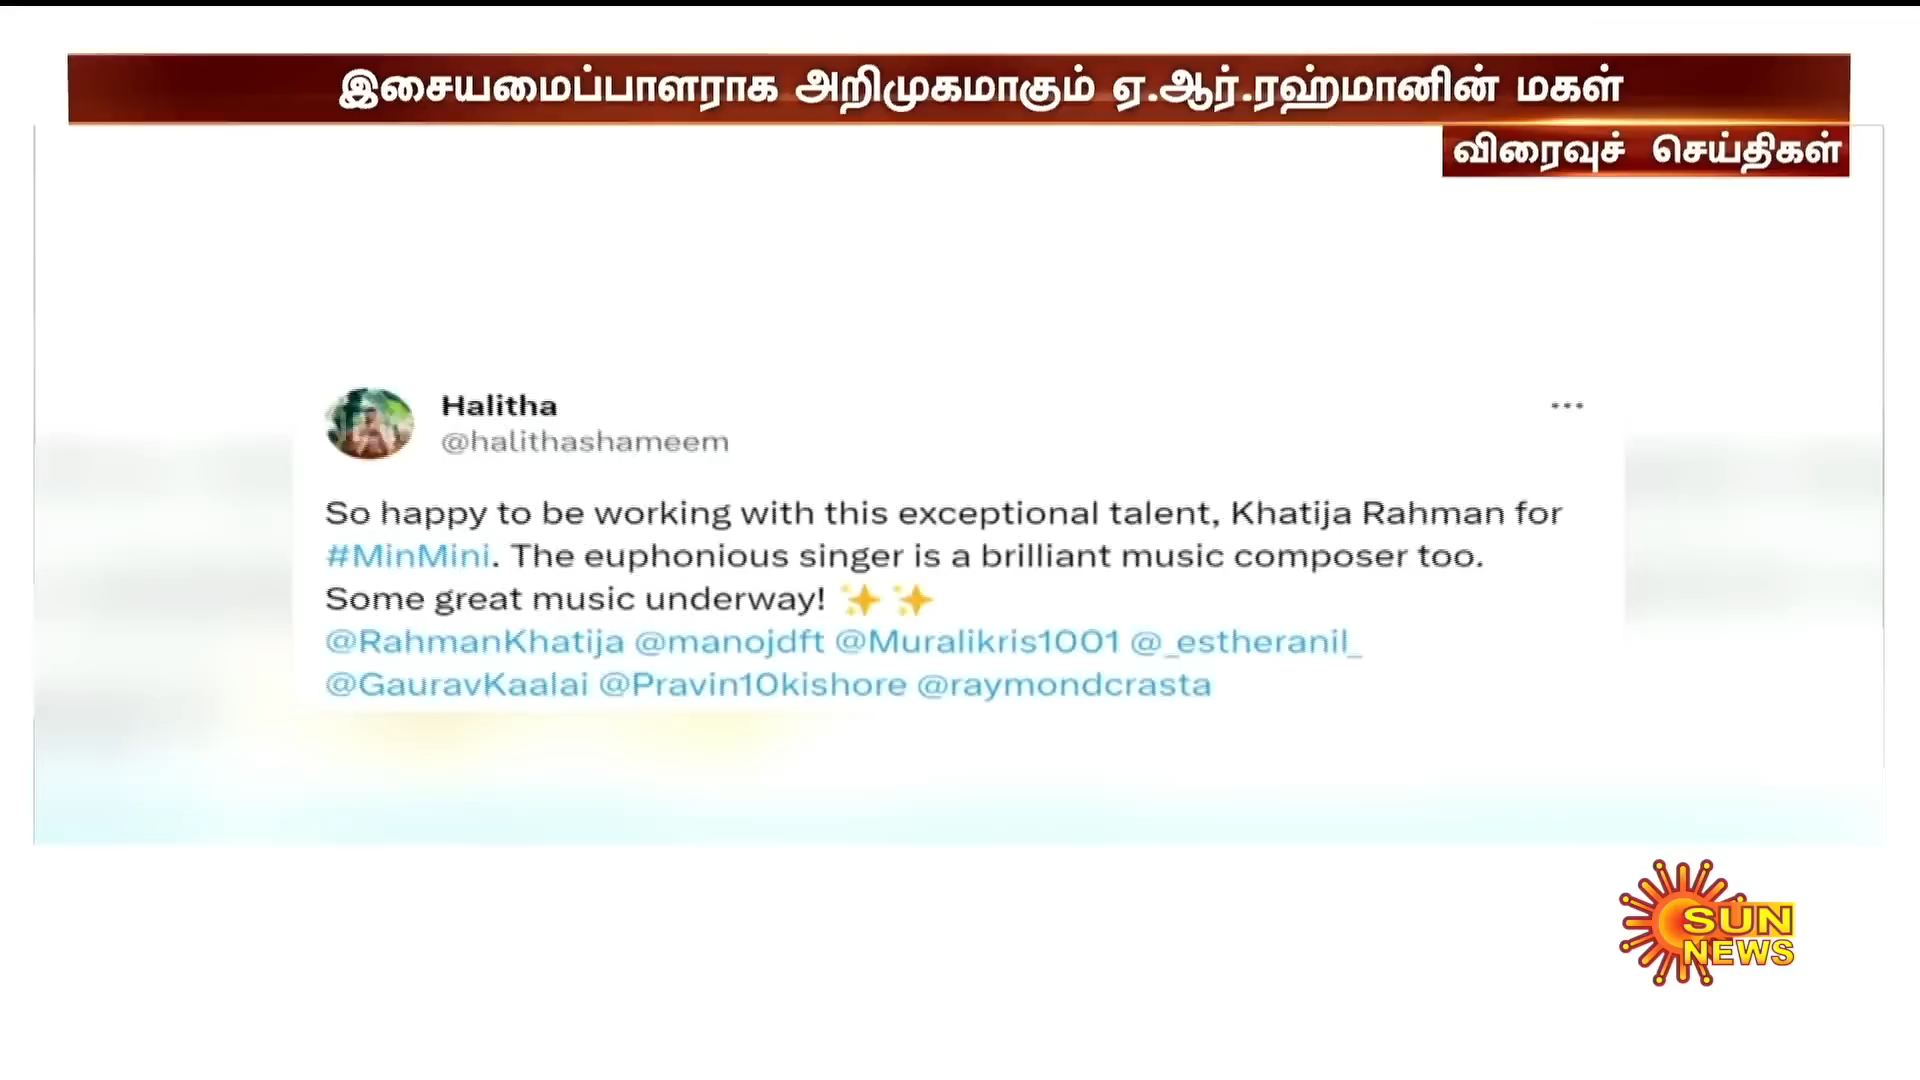 இசையமைப்பாளராக அறிமுகமாகும் ஏ.ஆர்.ரஹ்மானின் மகள்
விரைவுச் செய்திகள்
Halitha
@halithashameem
So happy to be working with this exceptional talent, Khatija Rahman for
#MinMini. The euphonious singer is a brilliant music composer too.
Some great music underway! ✨ ✨
@RahmanKhatija @manojdft @Muralikris1001 @_estheranil_
@GauravKaalai @Pravin10kishore @raymondcrasta
SUN
NEWS